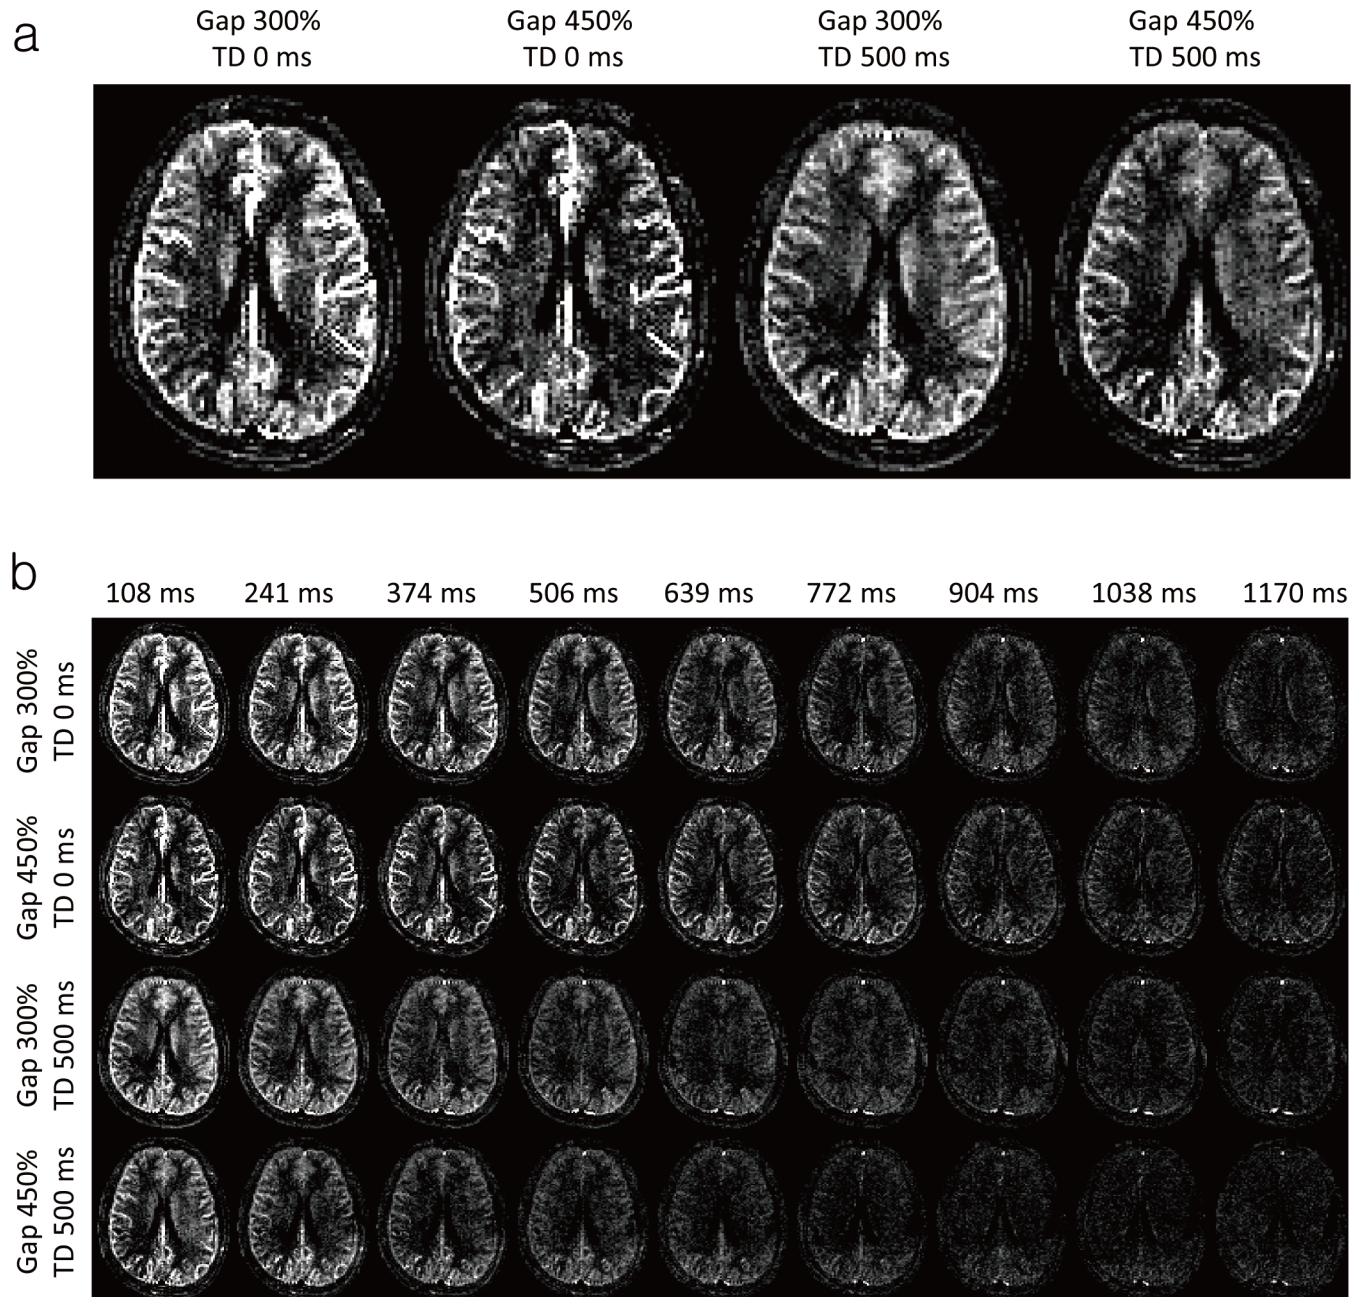 a
Gap 300% Gap 450% Gap 300% Gap 450%
TD 0 ms TD 0 ms TD 500 ms TD 500 ms
b
108 ms 241 ms 374 ms 506 ms 639 ms 772 ms 904 ms 1038 ms 1170 ms
Gap 300%
TD 0 ms
Gap 450%
TD 0 ms
Gap 300%
TD 500 ms
Gap 450%
TD 500 ms